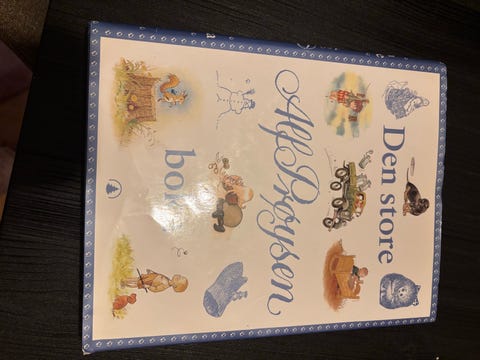 Den store
Alf Prøysen
bok